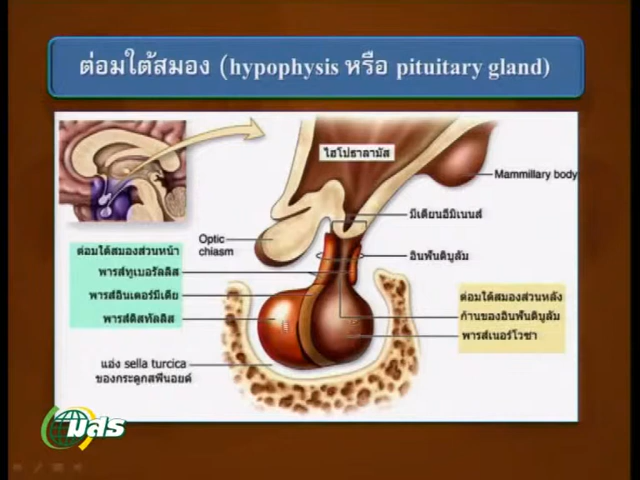 ต่อมใต้สมอง (hypophysis หรือ pituitary gland)
ไฮโปธาลามัส
Mammillary body
มีเดียนอีมิเนนส์
Optic
chiasm
อินฟันดิบูลัม
ต่อมใต้สมองส่วนหน้า
พารส์ทูเบอรัลลิส
พารส์อินเตอร์มีเดีย
พารส์ดิสทัลลิส
ต่อมใต้สมองส่วนหลัง
ก้านของอินฟันดิบูลัม
พารส์เนอร์โวซา
แอ่ง sella turcica
ของกระดูกสฟีนอยด์
มสธ